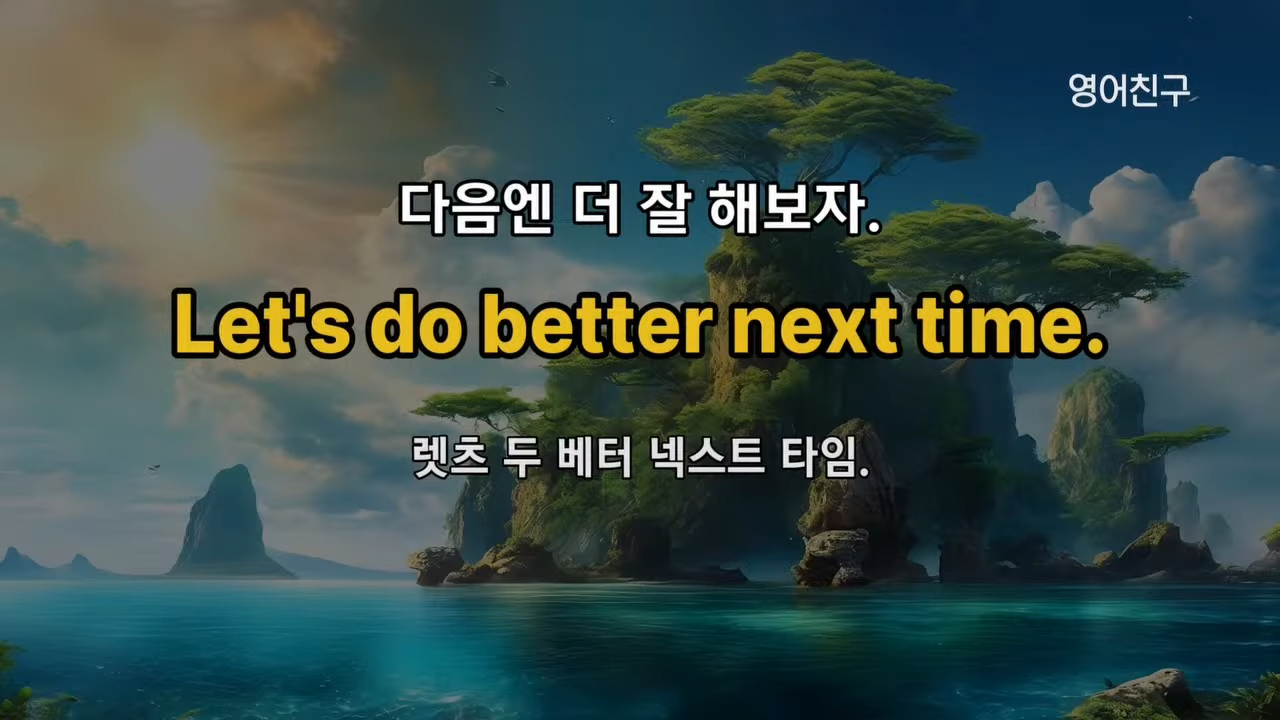 영어친구
다음엔 더 잘 해보자.
Let's do better next time.
렛츠 두 베터 넥스트 타임.